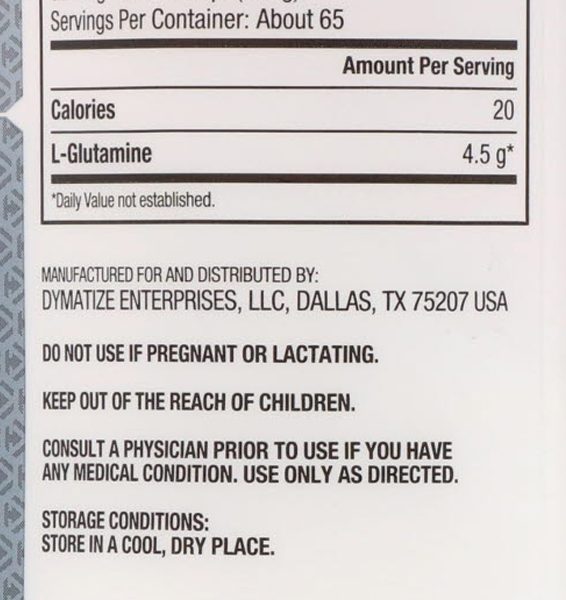 Servings Per Container: About 65
Amount Per Serving
Calories 20
L-Glutamine 4.5 g*
*Daily Value not established.
MANUFACTURED FOR AND DISTRIBUTED BY:
DYMATIZE ENTERPRISES, LLC, DALLAS, TX 75207 USA
DO NOT USE IF PREGNANT OR LACTATING.
KEEP OUT OF THE REACH OF CHILDREN.
CONSULT A PHYSICIAN PRIOR TO USE IF YOU HAVE
ANY MEDICAL CONDITION. USE ONLY AS DIRECTED.
STORAGE CONDITIONS:
STORE IN A COOL, DRY PLACE.